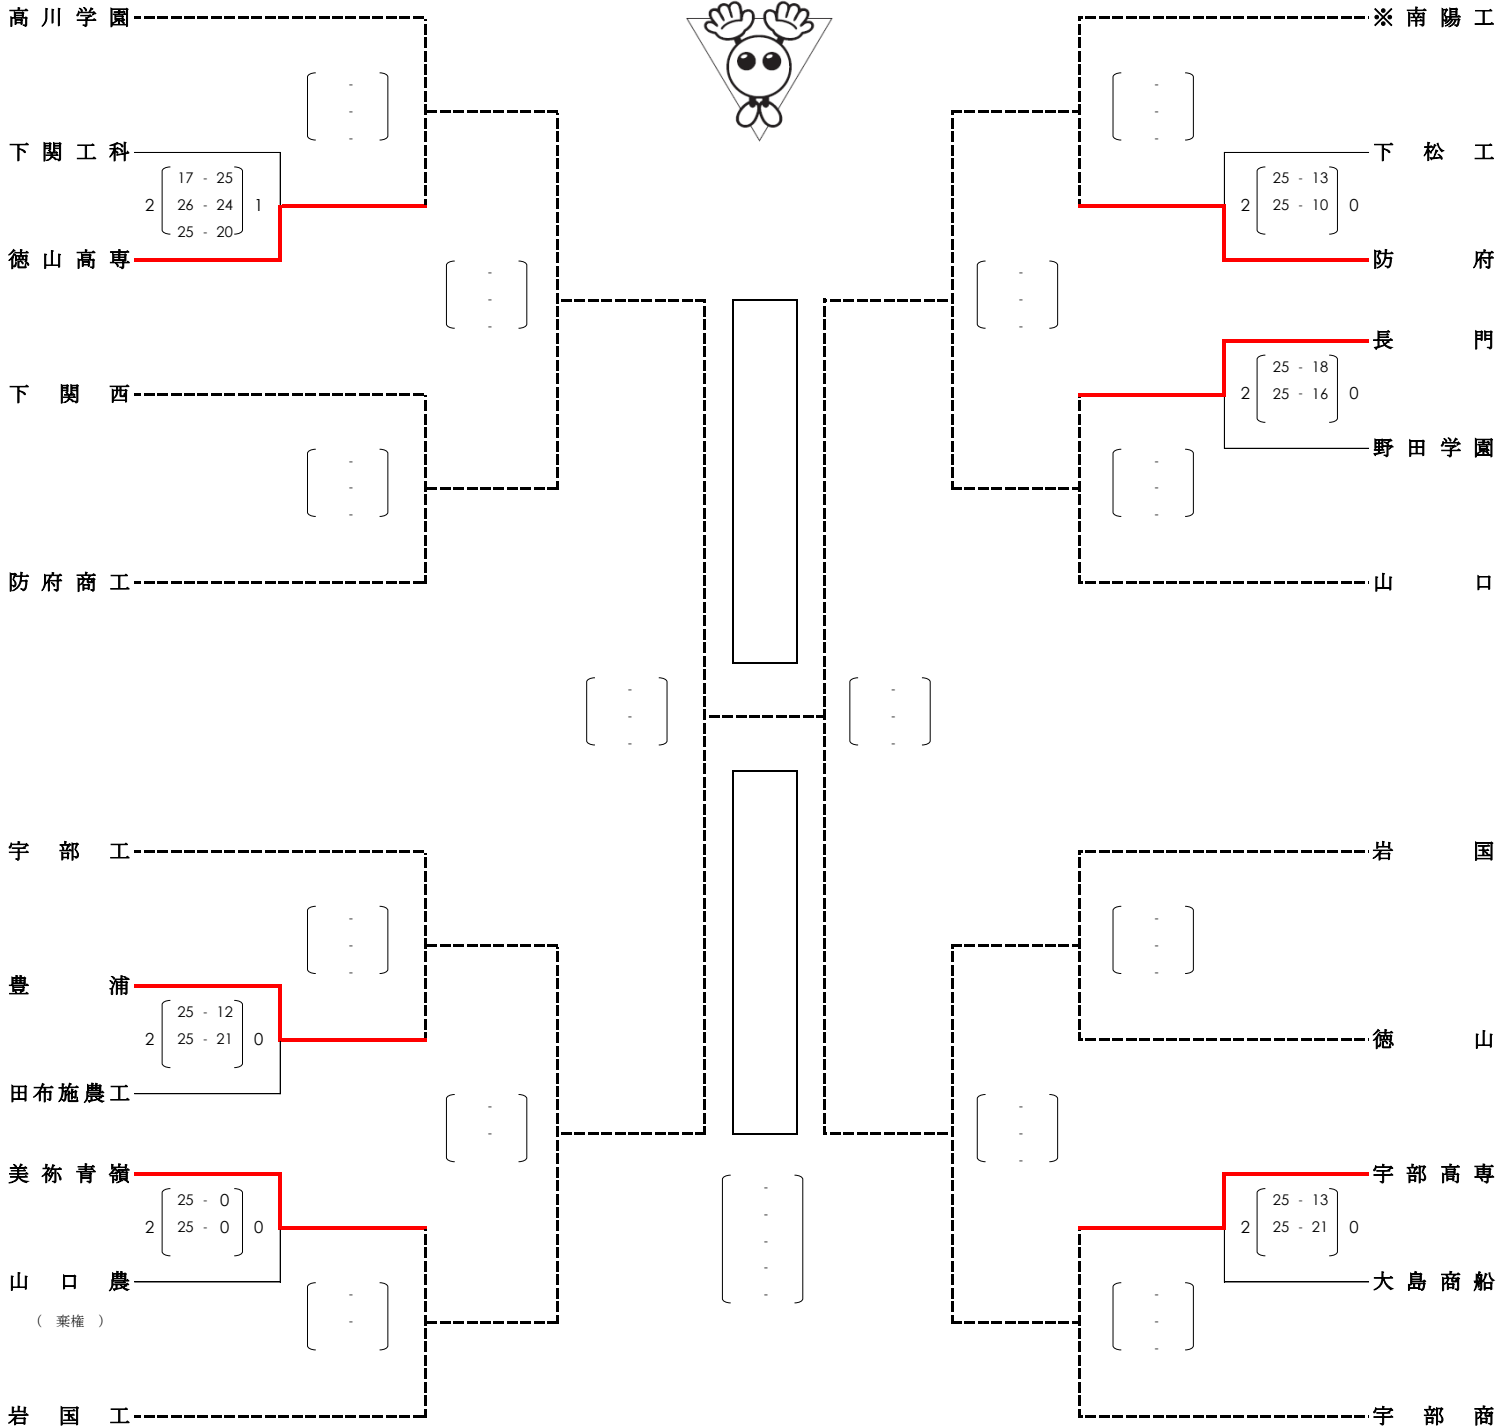 高川学園
下関工科
2 17 - 25 1
26 - 24
25 - 20
徳山高専
下関西
防府商工
宇部工
豊浦
2 25 - 12 0
25 - 21
田布施農工
美祢青嶺
2 25 - 0 0
25 - 0
山口農
( 棄権 )
岩国工
※南陽工
下松工
2 25 - 13 0
25 - 10
防府
長門
2 25 - 18 0
25 - 16
野田学園
山口
岩国
徳山
宇部高専
2 25 - 13 0
25 - 21
大島商船
宇部商